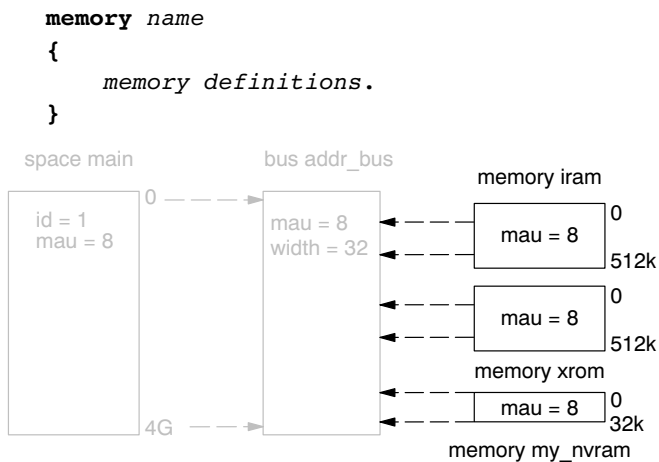 memory name
{
memory definitions.
}
space main
bus addr_bus
memory iram
0
id = 1
mau = 8
mau = 8
width = 32
mau = 8
0
512k
mau = 8
0
512k
memory xrom
mau = 8
0
32k
4G
memory my_nvram